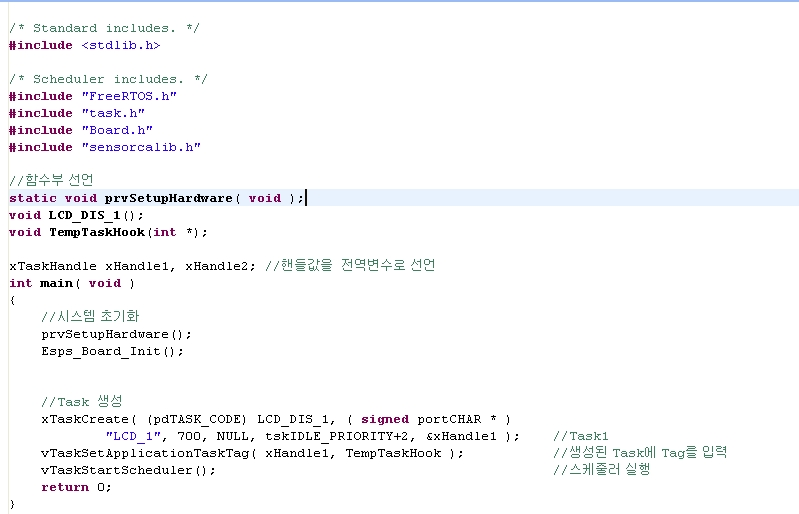 /* Standard includes. */
#include <stdlib.h>
/* Scheduler includes. */
#include "FreeRTOS.h"
#include "task.h"
#include "Board.h"
#include "sensorcalib.h"
//함수부 선언
static void prvSetupHardware( void );
void LCD_DIS_1();
void TempTaskHook(int *);
xTaskHandle xHandle1, xHandle2; //핸들값을 전역변수로 선언
int main( void )
{
//시스템 초기화
prvSetupHardware();
Esps_Board_Init();
//Task 생성
xTaskCreate( (pdTASK_CODE) LCD_DIS_1, ( signed portCHAR * )
"LCD_1", 700, NULL, tskIDLE_PRIORITY+2, &xHandle1 ); //Task1
vTaskSetApplicationTaskTag( xHandle1, TempTaskHook ); //생성된 Task에 Tag를 입력
vTaskStartScheduler(); //스케줄러 실행
return 0;
}